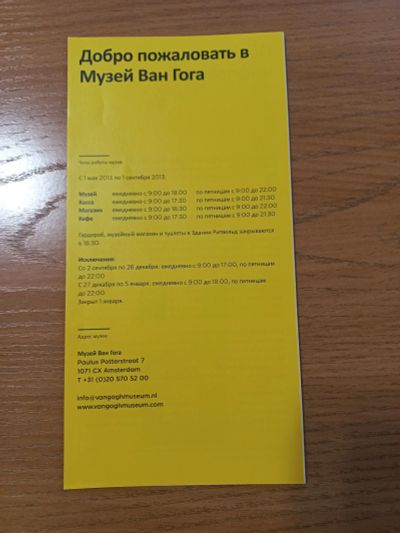 Добро пожаловать в
Музей Ван Гога
Часы работы музея
С 1 мая 2013 по 1 сентября 2013:
Музей ежедневно с 9:00 до 18:00 по пятницам с 9:00 до 22:00
Касса ежедневно с 9:00 до 17:30 по пятницам с 9:00 до 21:30
Магазин ежедневно с 9:00 до 18:30 по пятницам с 9:00 до 22:00
Кафе ежедневно с 9:00 до 17:30 по пятницам с 9:00 до 21:30
Гардероб, музейный магазин и туалеты в Здании Ритвельд закрываются
в 18:30.
Исключения:
Со 2 сентября по 26 декабря: ежедневно с 9:00 до 17:00, по пятницам
до 22:00
С 27 декабря по 5 января: ежедневно с 9:00 до 18:00, по пятницам
до 22:00
Закрыт 1 января.
Адрес музея
Музей Ван Гога
Paulus Potterstraat 7
1071 CX Amsterdam
T +31 (0)20 570 52 00
info@vangoghmuseum.nl
www.vangoghmuseum.com